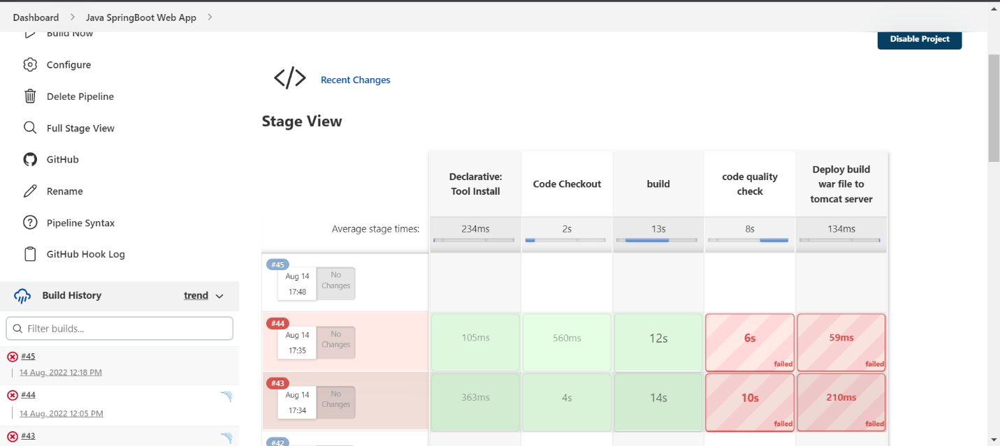 Dashboard > Java SpringBoot Web App >
Build Now
Configure
Delete Pipeline
Full Stage View
GitHub
Rename
Pipeline Syntax
GitHub Hook Log
Build History trend
Filter builds...
#45
14 Aug, 2022 12:18 PM
#44
14 Aug, 2022 12:05 PM
#43
Disable Project
</> Recent Changes
Stage View
Declarative:
Tool Install
Code Checkout
build
code quality
check
Deploy build
war file to
tomcat server
Average stage times:
234ms
2s
13s
8s
134ms
#45
Aug 14
17:48
No
Changes
#44
Aug 14
17:35
No
Changes
105ms
560ms
12s
6s
failed
59ms
failed
#43
Aug 14
17:34
No
Changes
363ms
4s
14s
10s
failed
210ms
failed
#42